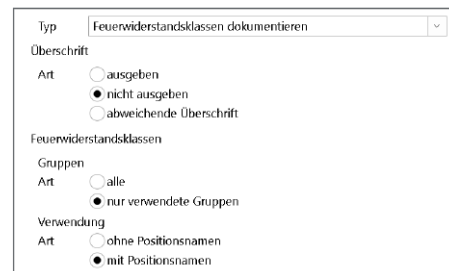 Typ Feuerwiderstandsklassen dokumentieren
Überschrift
Art ausgeben
nicht ausgeben
abweichende Überschrift
Feuerwiderstandsklassen
Gruppen
Art alle
nur verwendete Gruppen
Verwendung
Art ohne Positionsnamen
mit Positionsnamen